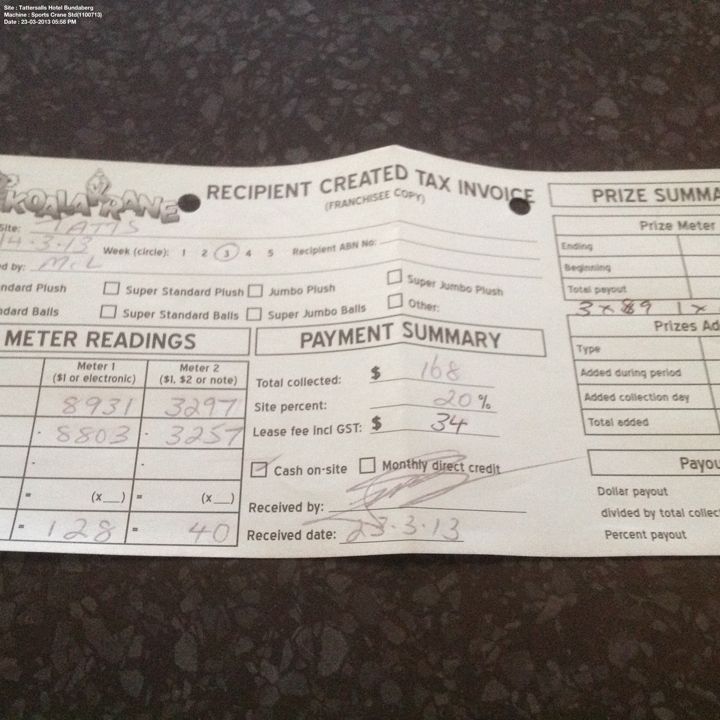 Site : Tattersalls Hotel Bundaberg
Machine : Sports Crane Std(1100713)
Date : 23-03-2013 05:56 PM
KOALA KRANE
RECIPIENT CREATED TAX INVOICE
(FRANCHISEE COPY)
Site: TATTS
14.3.13 Week (circle): 1 2 3 4 5 Recipient ABN No:
d by: M.L
ndard Plush Super Standard Plush Jumbo Plush Super Jumbo Plush
ndard Balls Super Standard Balls Super Jumbo Balls Other:
METER READINGS
Meter 1 Meter 2
($1 or electronic) ($1, $2 or note)
8931 3297
- 8803 - 3257
- -
= (x__) = (x__)
= 128 = 40
PAYMENT SUMMARY
Total collected: $ 168
Site percent: 20 %
Lease fee incl GST: $ 34
Cash on-site Monthly direct credit
Received by:
Received date: 23.3.13
PRIZE SUMMA
Prize Meter
Ending
Beginning
Total payout
3 x 89 1 x
Prizes Ad
Type
Added during period
Added collection day
Total added
Payou
Dollar payout
divided by total collec
Percent payout